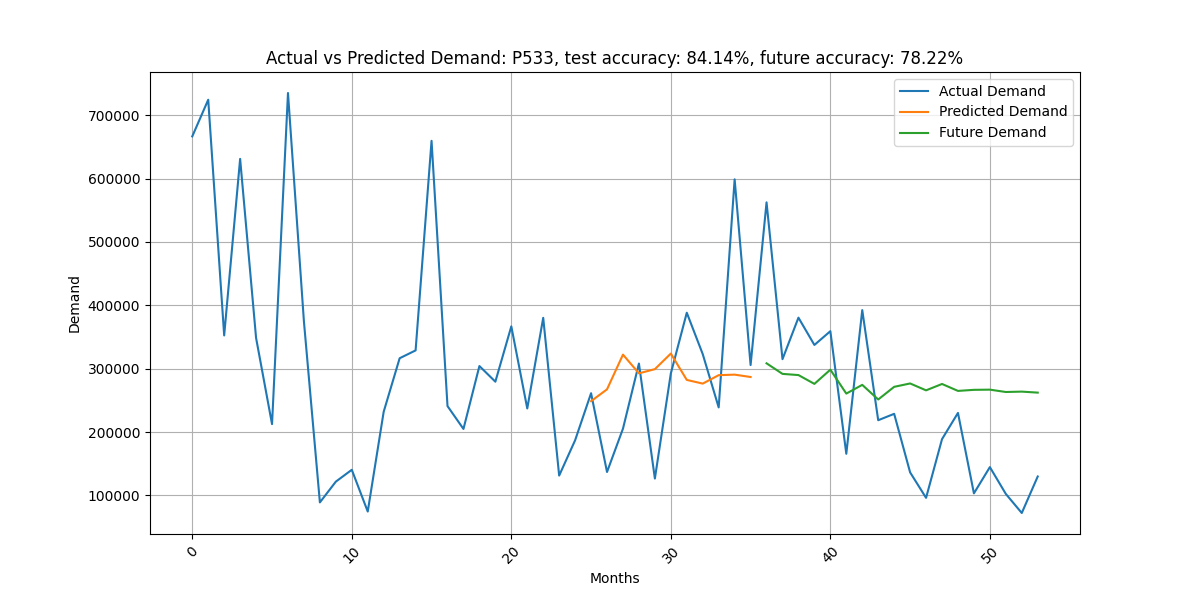 Actual vs Predicted Demand: P533, test accuracy: 84.14%, future accuracy: 78.22%
Actual Demand
Predicted Demand
Future Demand
700000
600000
500000
400000
300000
200000
100000
Demand
0
10
20
30
40
50
Months